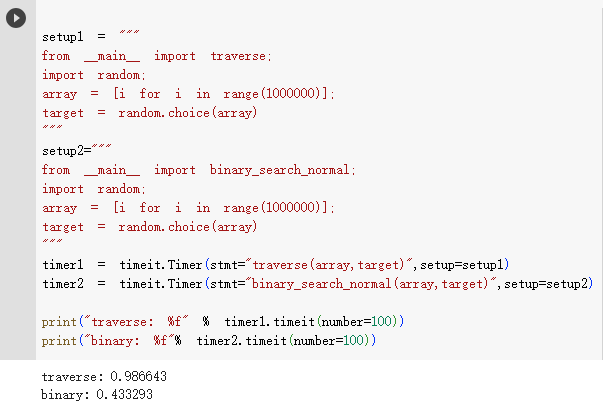 setup1 = """
from __main__ import traverse;
import random;
array = [i for i in range(1000000)];
target = random.choice(array)
"""
setup2="""
from __main__ import binary_search_normal;
import random;
array = [i for i in range(1000000)];
target = random.choice(array)
"""
timer1 = timeit.Timer(stmt="traverse(array,target)",setup=setup1)
timer2 = timeit.Timer(stmt="binary_search_normal(array,target)",setup=setup2)
print("traverse: %f" % timer1.timeit(number=100))
print("binary: %f"% timer2.timeit(number=100))
traverse: 0.986643
binary: 0.433293